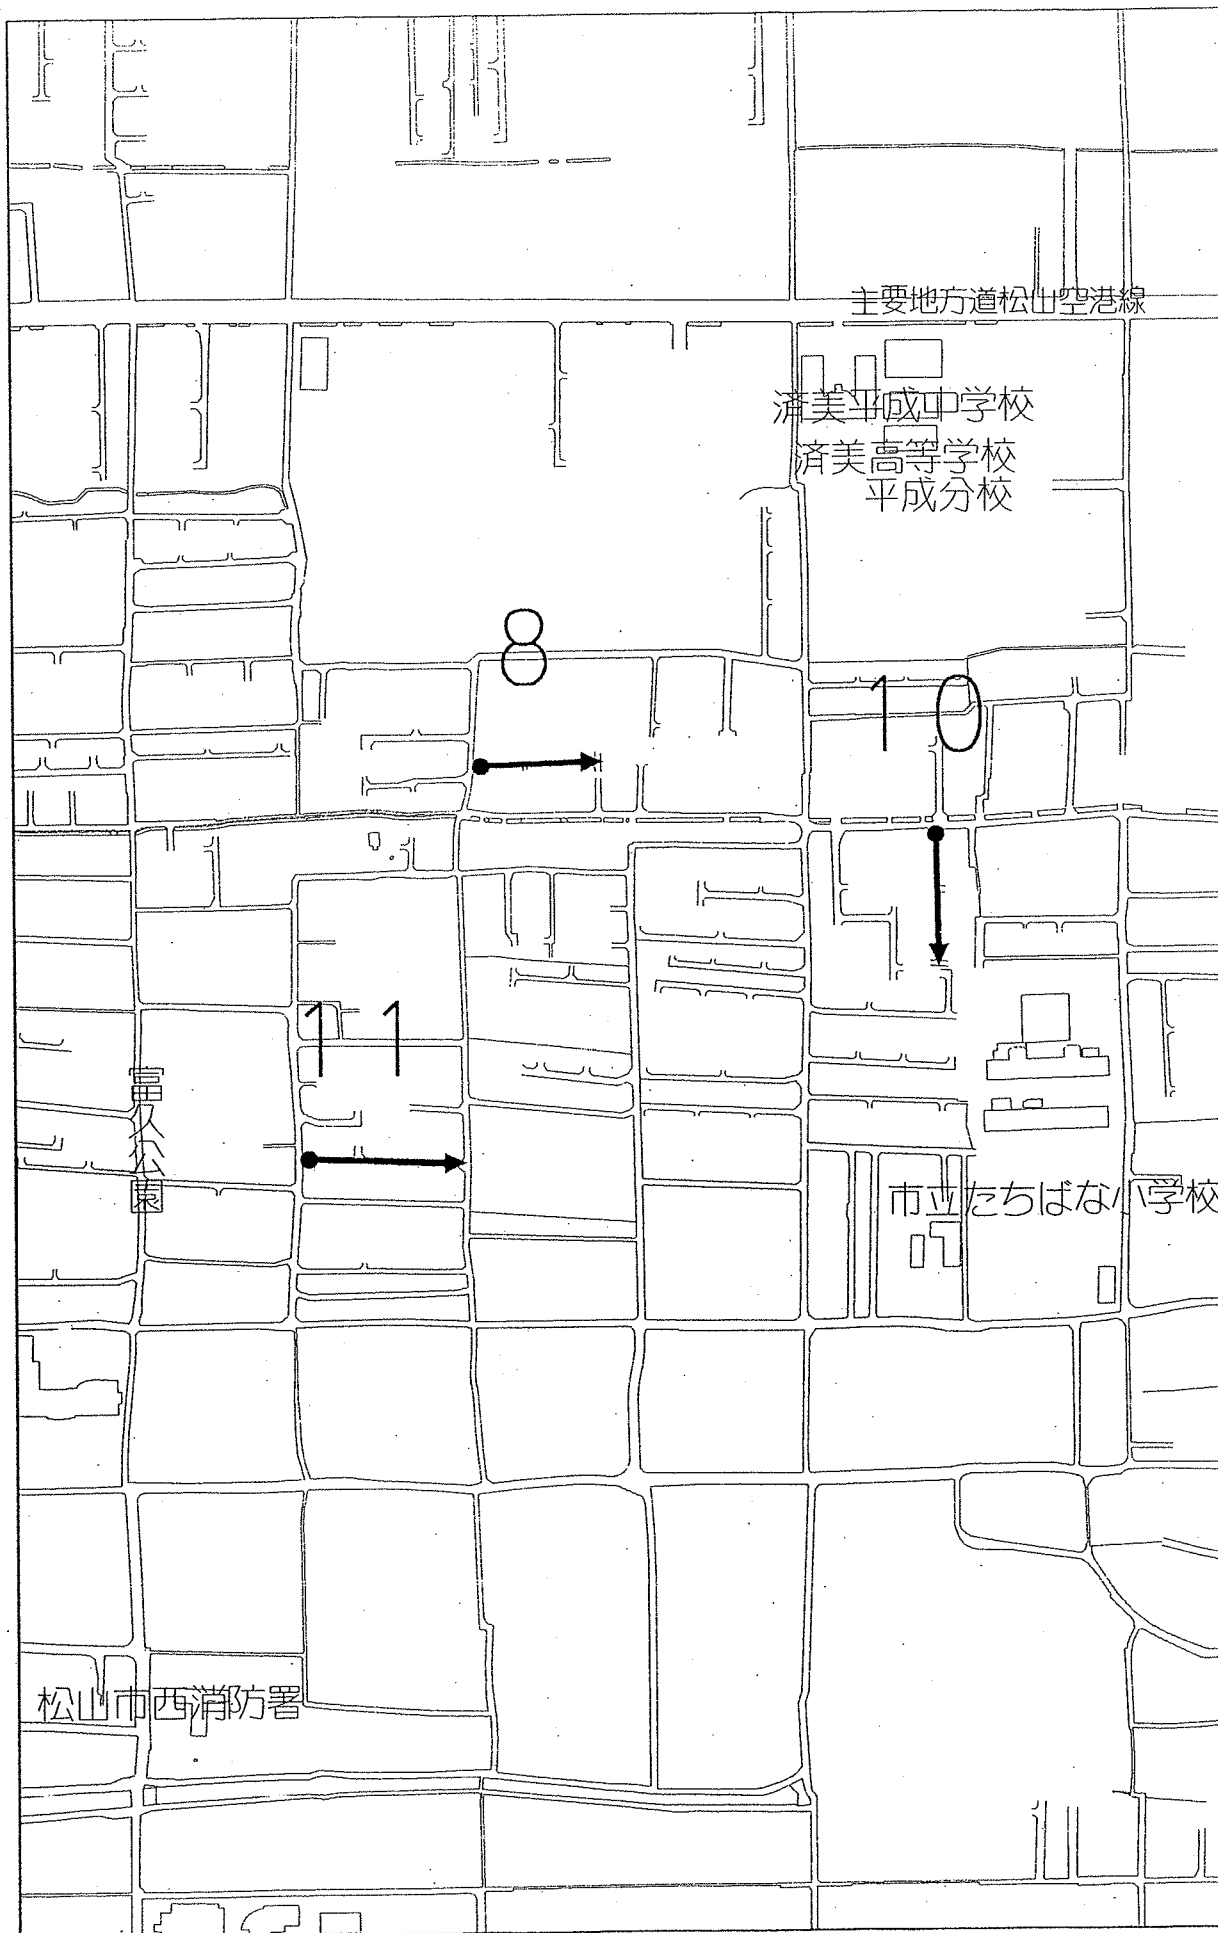 主要地方道松山空港線
済美平成中学校
済美高等学校
平成分校
8
10
11
富久公園
市立たちばな小学校
松山市西消防署